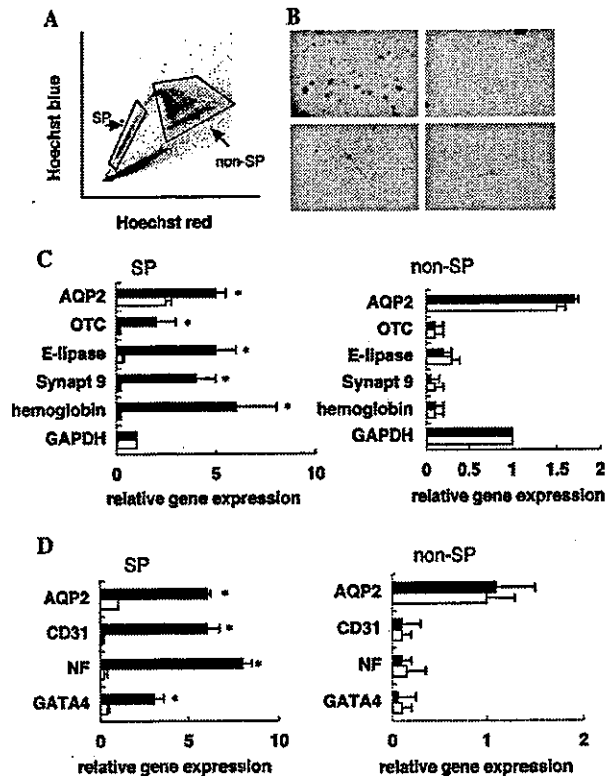 A
B
Hoechst blue
SP
non-SP
Hoechst red
C
SP
non-SP
AQP2
OTC
E-lipase
Synapt 9
hemoglobin
GAPDH
*
*
*
*
*
0
5
10
relative gene expression
AQP2
OTC
E-lipase
Synapt 9
hemoglobin
GAPDH
0
0.5
1
1.5
2
relative gene expression
D
SP
non-SP
AQP2
CD31
NF
GATA4
*
*
*
*
0
5
10
relative gene expression
AQP2
CD31
NF
GATA4
0
1
2
relative gene expression